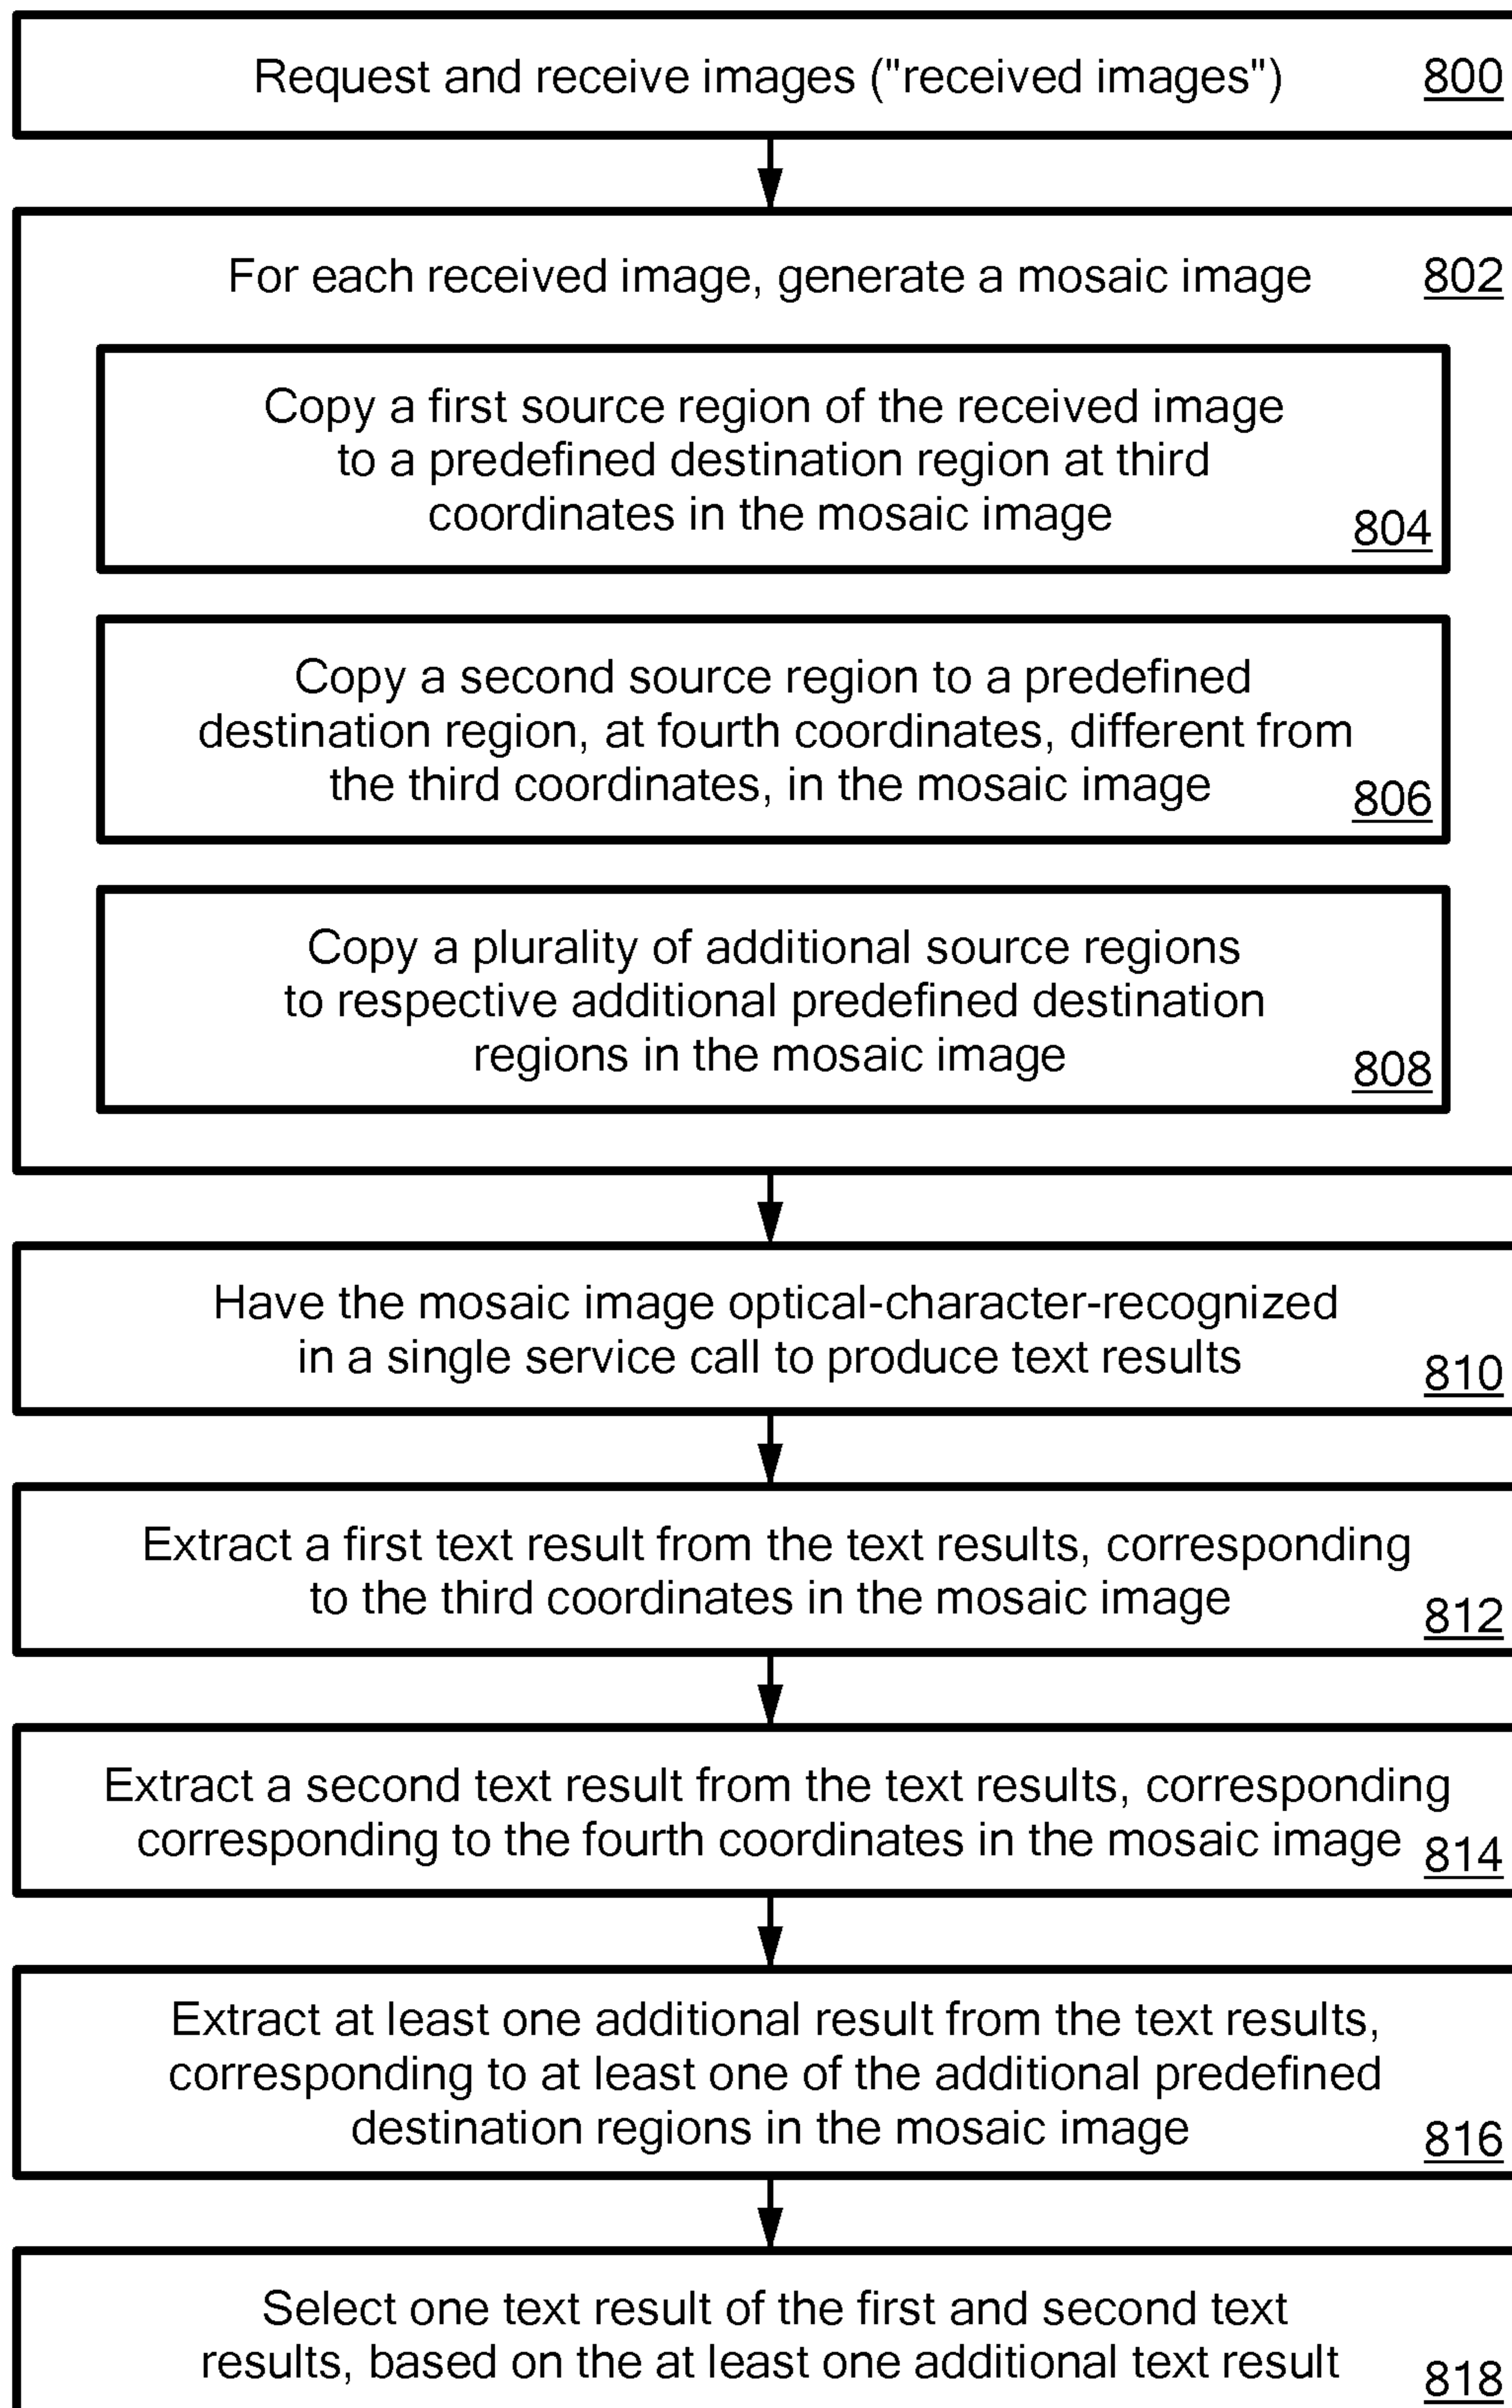 Request and receive images ("received images") 800
For each received image, generate a mosaic image 802
Copy a first source region of the received image
to a predefined destination region at third
coordinates in the mosaic image 804
Copy a second source region to a predefined
destination region, at fourth coordinates, different from
the third coordinates, in the mosaic image 806
Copy a plurality of additional source regions
to respective additional predefined destination
regions in the mosaic image 808
Have the mosaic image optical-character-recognized
in a single service call to produce text results 810
Extract a first text result from the text results, corresponding
to the third coordinates in the mosaic image 812
Extract a second text result from the text results, corresponding
corresponding to the fourth coordinates in the mosaic image 814
Extract at least one additional result from the text results,
corresponding to at least one of the additional predefined
destination regions in the mosaic image 816
Select one text result of the first and second text
results, based on the at least one additional text result 818